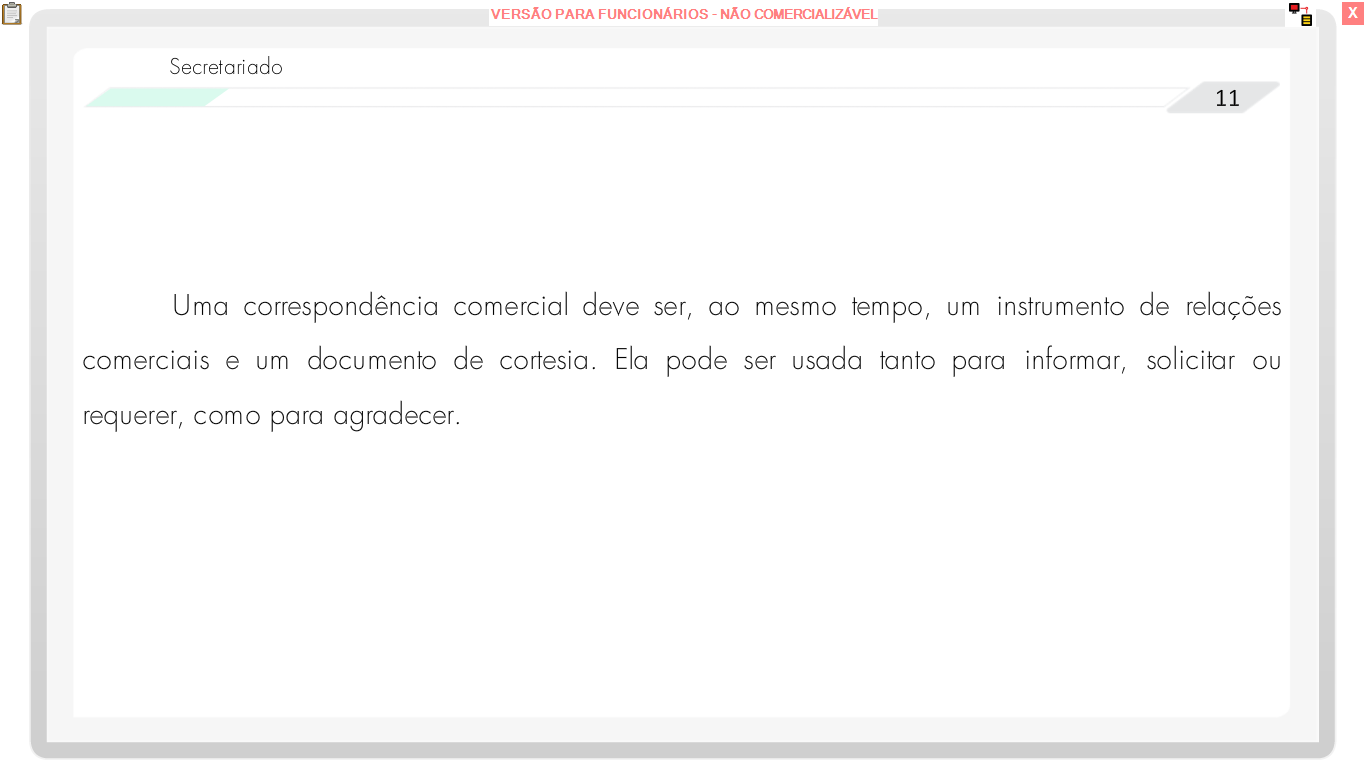 VERSÃO PARA FUNCIONÁRIOS - NÃO COMERCIALIZÁVEL
X
Secretariado
11
Uma correspondência comercial deve ser, ao mesmo tempo, um instrumento de relações
comerciais e um documento de cortesia. Ela pode ser usada tanto para informar, solicitar ou
requerer, como para agradecer.